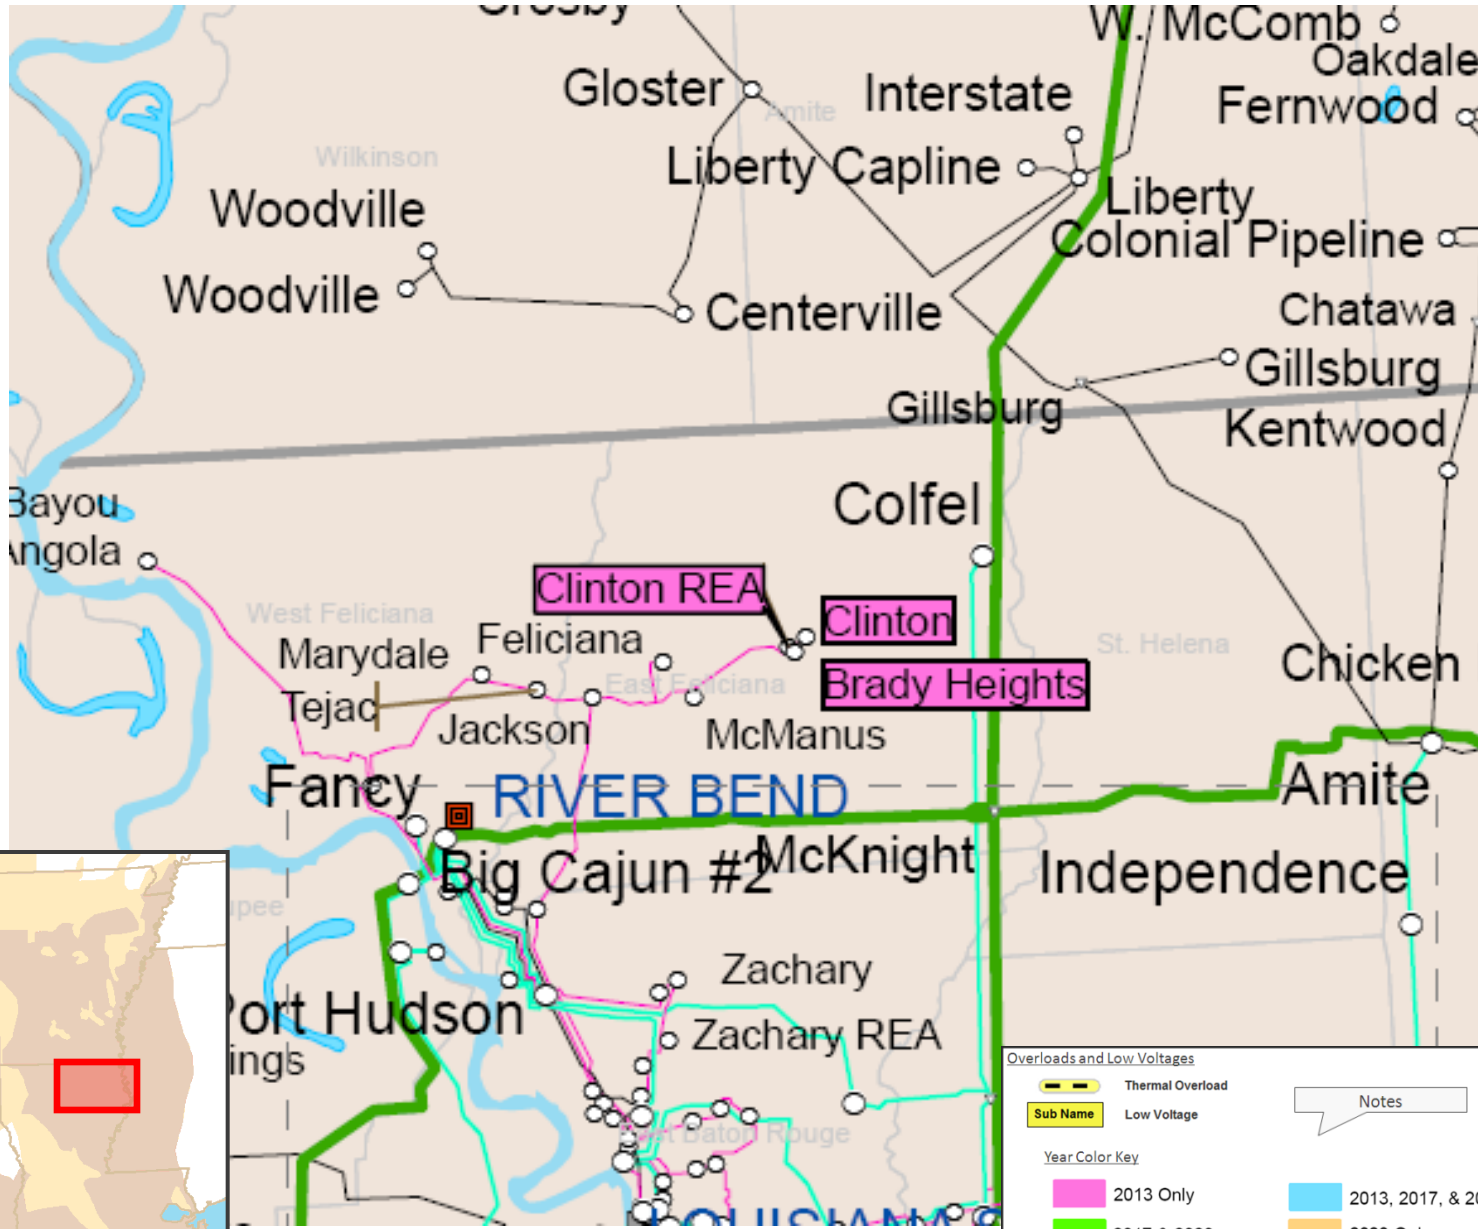 Crosby
W. McComb
Oakdale
Gloster
Interstate
Fernwood
Amite
Wilkinson
Liberty Capline
Woodville
Liberty
Colonial Pipeline
Woodville
Centerville
Chatawa
Gillsburg
Gillsburg
Kentwood
Bayou
Colfel
Angola
Clinton REA
West Feliciana
Clinton
Marydale
Feliciana
St. Helena
Chicken
Tejac
East Feliciana
Brady Heights
Jackson
McManus
Fancy
RIVER BEND
Amite
Big Cajun #2
McKnight
Independence
Zachary
Port Hudson
Zachary REA
ings
Overloads and Low Voltages
Thermal Overload
Notes
Sub Name
Low Voltage
East Baton Rouge
Year Color Key
2013 Only
2013, 2017, & 20
LOUISIANA S